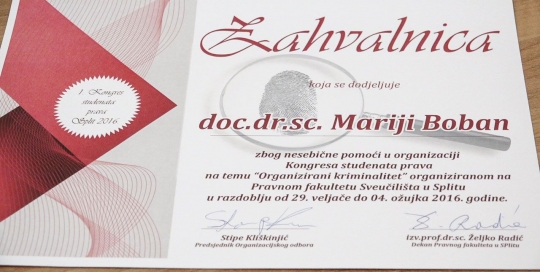 Zahvalnica
1. Kongres
studenata
prava
Split 2016
koja se dodjeljuje
doc.dr.sc. Mariji Boban
zbog nesebične pomoći u organizaciji
Kongresa studenata prava
na temu "Organizirani kriminalitet" organiziranom na
Pravnom fakultetu Sveučilišta u Splitu
u razdoblju od 29. veljače do 04. ožujka 2016. godine.
Stipe Kliškinjić
Predsjednik Organizacijskog odbora
Ž. Radić
izv.prof.dr.sc. Željko Radić
Dekan Pravnog fakulteta u SPlitu